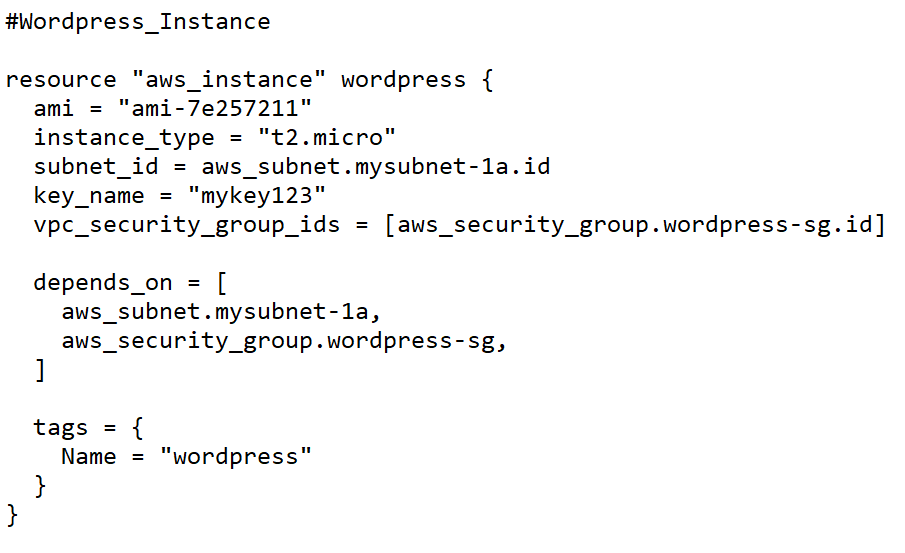 #Wordpress_Instance
resource "aws_instance" wordpress {
ami = "ami-7e257211"
instance_type = "t2.micro"
subnet_id = aws_subnet.mysubnet-1a.id
key_name = "mykey123"
vpc_security_group_ids = [aws_security_group.wordpress-sg.id]
depends_on = [
aws_subnet.mysubnet-1a,
aws_security_group.wordpress-sg,
]
tags = {
Name = "wordpress"
}
}